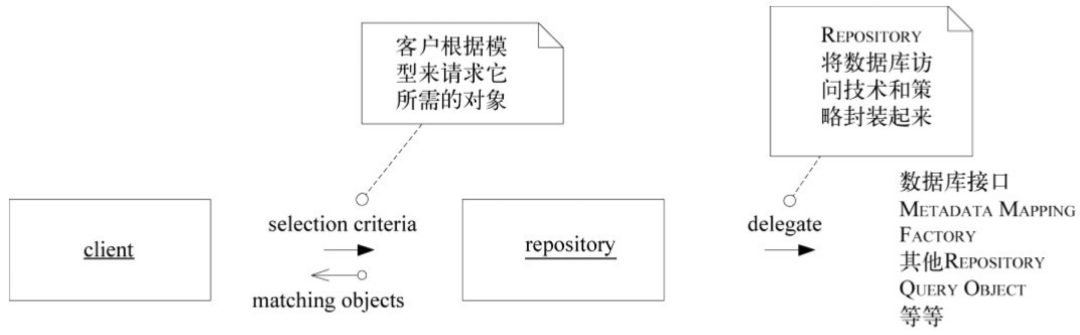 客户根据模
型来请求它
所需的对象
REPOSITORY
将数据库访
问技术和策
略封装起来
client
selection criteria
matching objects
repository
delegate
数据库接口
METADATA MAPPING
FACTORY
其他REPOSITORY
QUERY OBJECT
等等